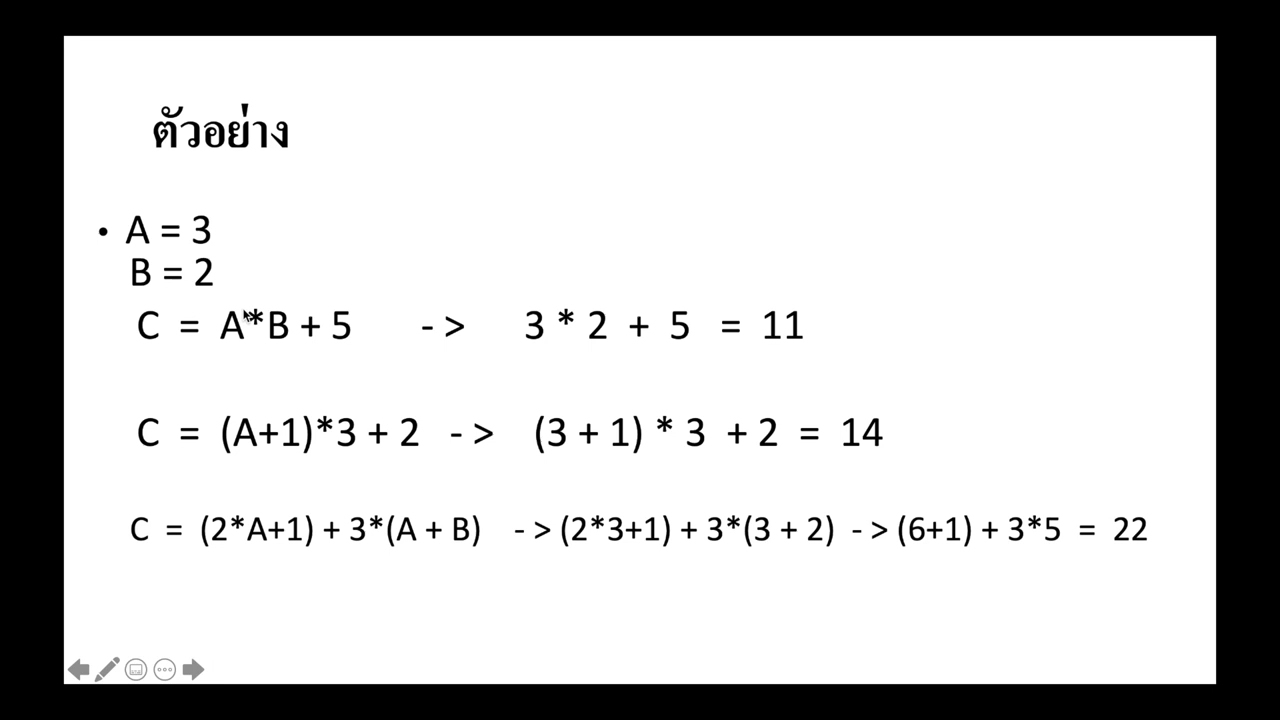 ตัวอย่าง
• A = 3
B = 2
C = A*B + 5 - > 3 * 2 + 5 = 11
C = (A+1)*3 + 2 - > (3 + 1) * 3 + 2 = 14
C = (2*A+1) + 3*(A + B) - > (2*3+1) + 3*(3 + 2) - > (6+1) + 3*5 = 22